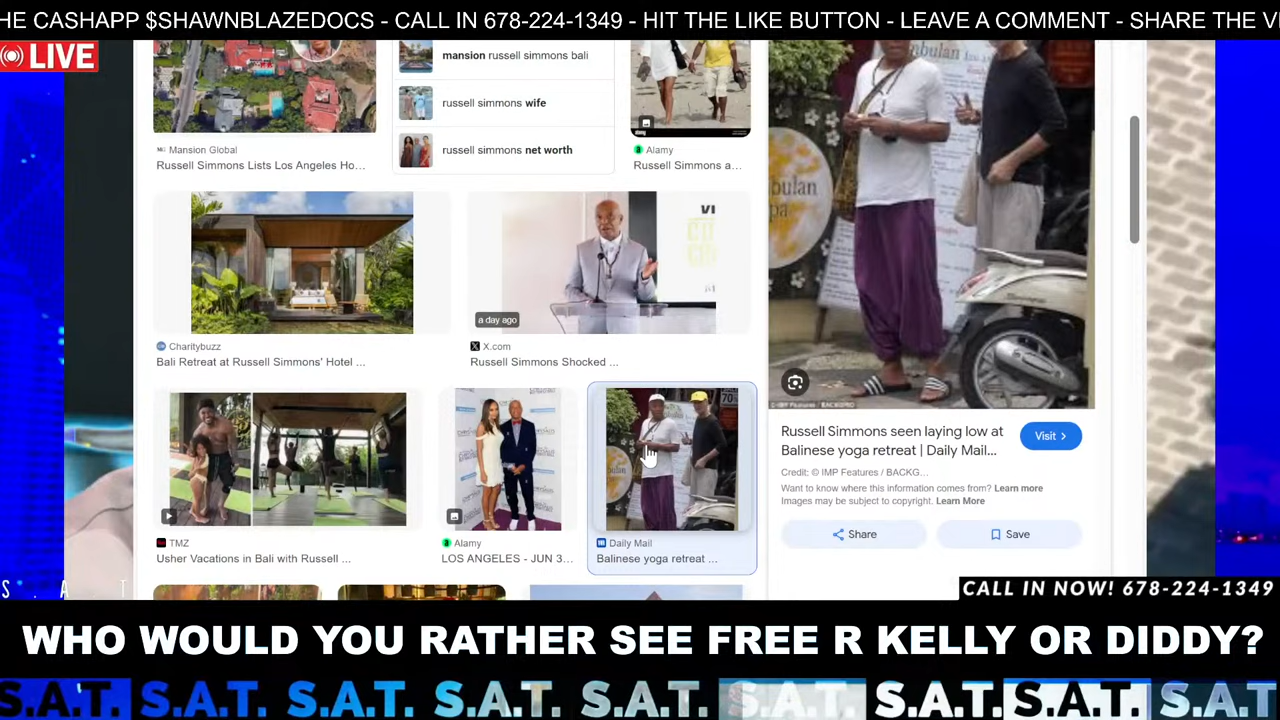 HE CASHAPP $SHAWNBLAZEDOCS - CALL IN 678-224-1349 - HIT THE LIKE BUTTON - LEAVE A COMMENT - SHARE THE V
LIVE
mansion russell simmons bali
russell simmons wife
russell simmons net worth
Mansion Global
Russell Simmons Lists Los Angeles Ho...
Alamy
Russell Simmons a...
alamy
VI
a day ago
Charitybuzz
Bali Retreat at Russell Simmons' Hotel ...
X.com
Russell Simmons Shocked ...
TMZ
Usher Vacations in Bali with Russell ...
Alamy
LOS ANGELES - JUN 3...
70%
Daily Mail
Balinese yoga retreat ...
mbulan
pa
Russell Simmons seen laying low at
Balinese yoga retreat | Daily Mail...
Visit >
Credit: © IMP Features / BACKG...
Want to know where this information comes from? Learn more
Images may be subject to copyright. Learn More
Share
Save
S . A T
CALL IN NOW! 678-224-1349
WHO WOULD YOU RATHER SEE FREE R KELLY OR DIDDY?
S.A.T. S.A.T. S.A.T. S.A.T. S.A.T. S.A.T. S.A.T. S.A.T. S.A.T